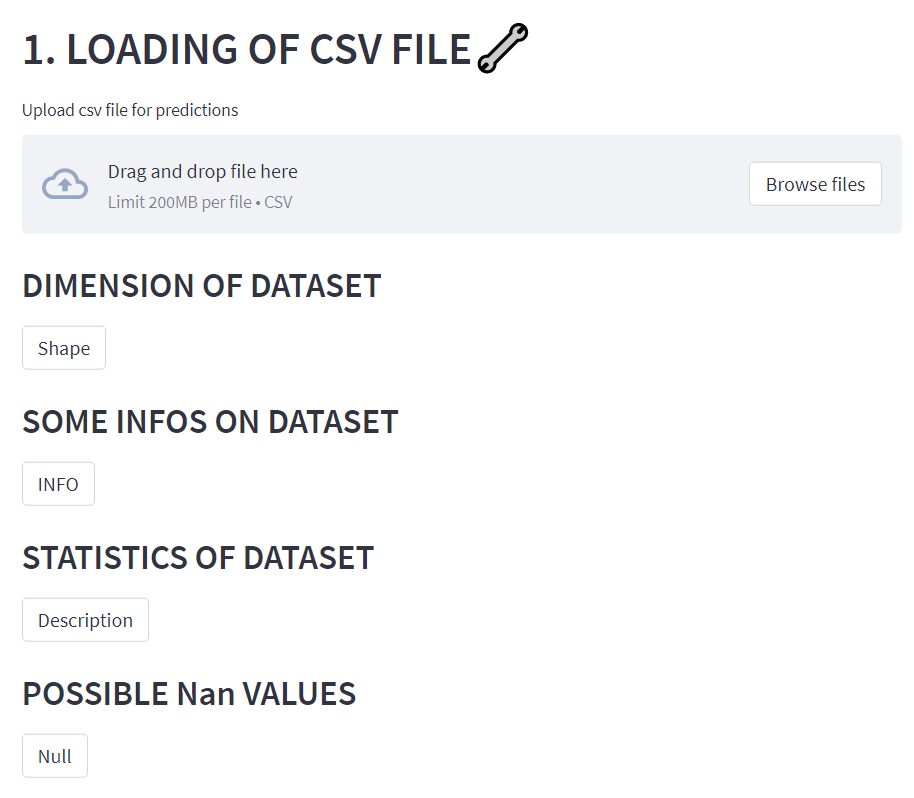 1. LOADING OF CSV FILE
Upload csv file for predictions
Drag and drop file here
Limit 200MB per file • CSV
Browse files
DIMENSION OF DATASET
Shape
SOME INFOS ON DATASET
INFO
STATISTICS OF DATASET
Description
POSSIBLE Nan VALUES
Null